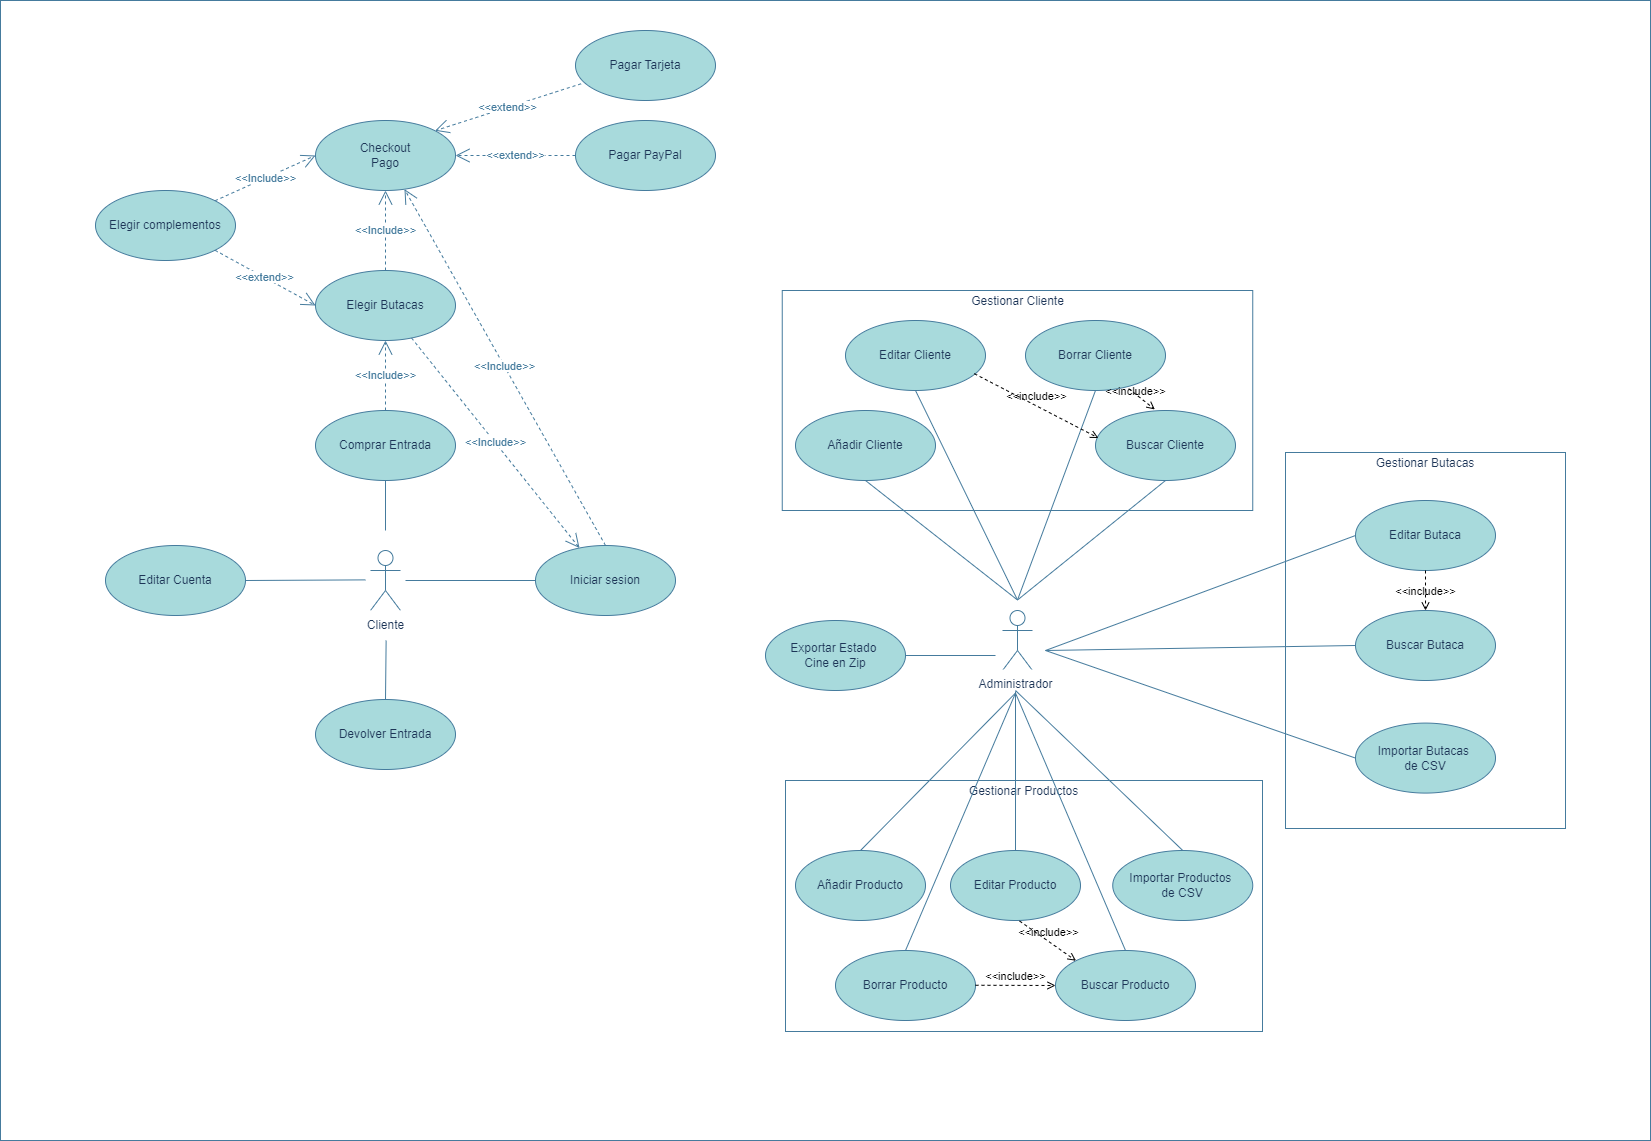 Pagar Tarjeta
<<extend>>
Checkout
Pago
<<extend>>
Pagar PayPal
<<Include>>
Elegir complementos
<<Include>>
<<extend>>
Elegir Butacas
<<Include>>
<<Include>>
Comprar Entrada
<<Include>>
Editar Cuenta
Iniciar sesion
Cliente
Devolver Entrada
Gestionar Cliente
Editar Cliente
Borrar Cliente
<<include>>
<<include>>
Añadir Cliente
Buscar Cliente
Gestionar Butacas
Editar Butaca
<<include>>
Buscar Butaca
Importar Butacas
de CSV
Exportar Estado
Cine en Zip
Administrador
Gestionar Productos
Añadir Producto
Editar Producto
Importar Productos
de CSV
<<include>>
<<include>>
Borrar Producto
Buscar Producto